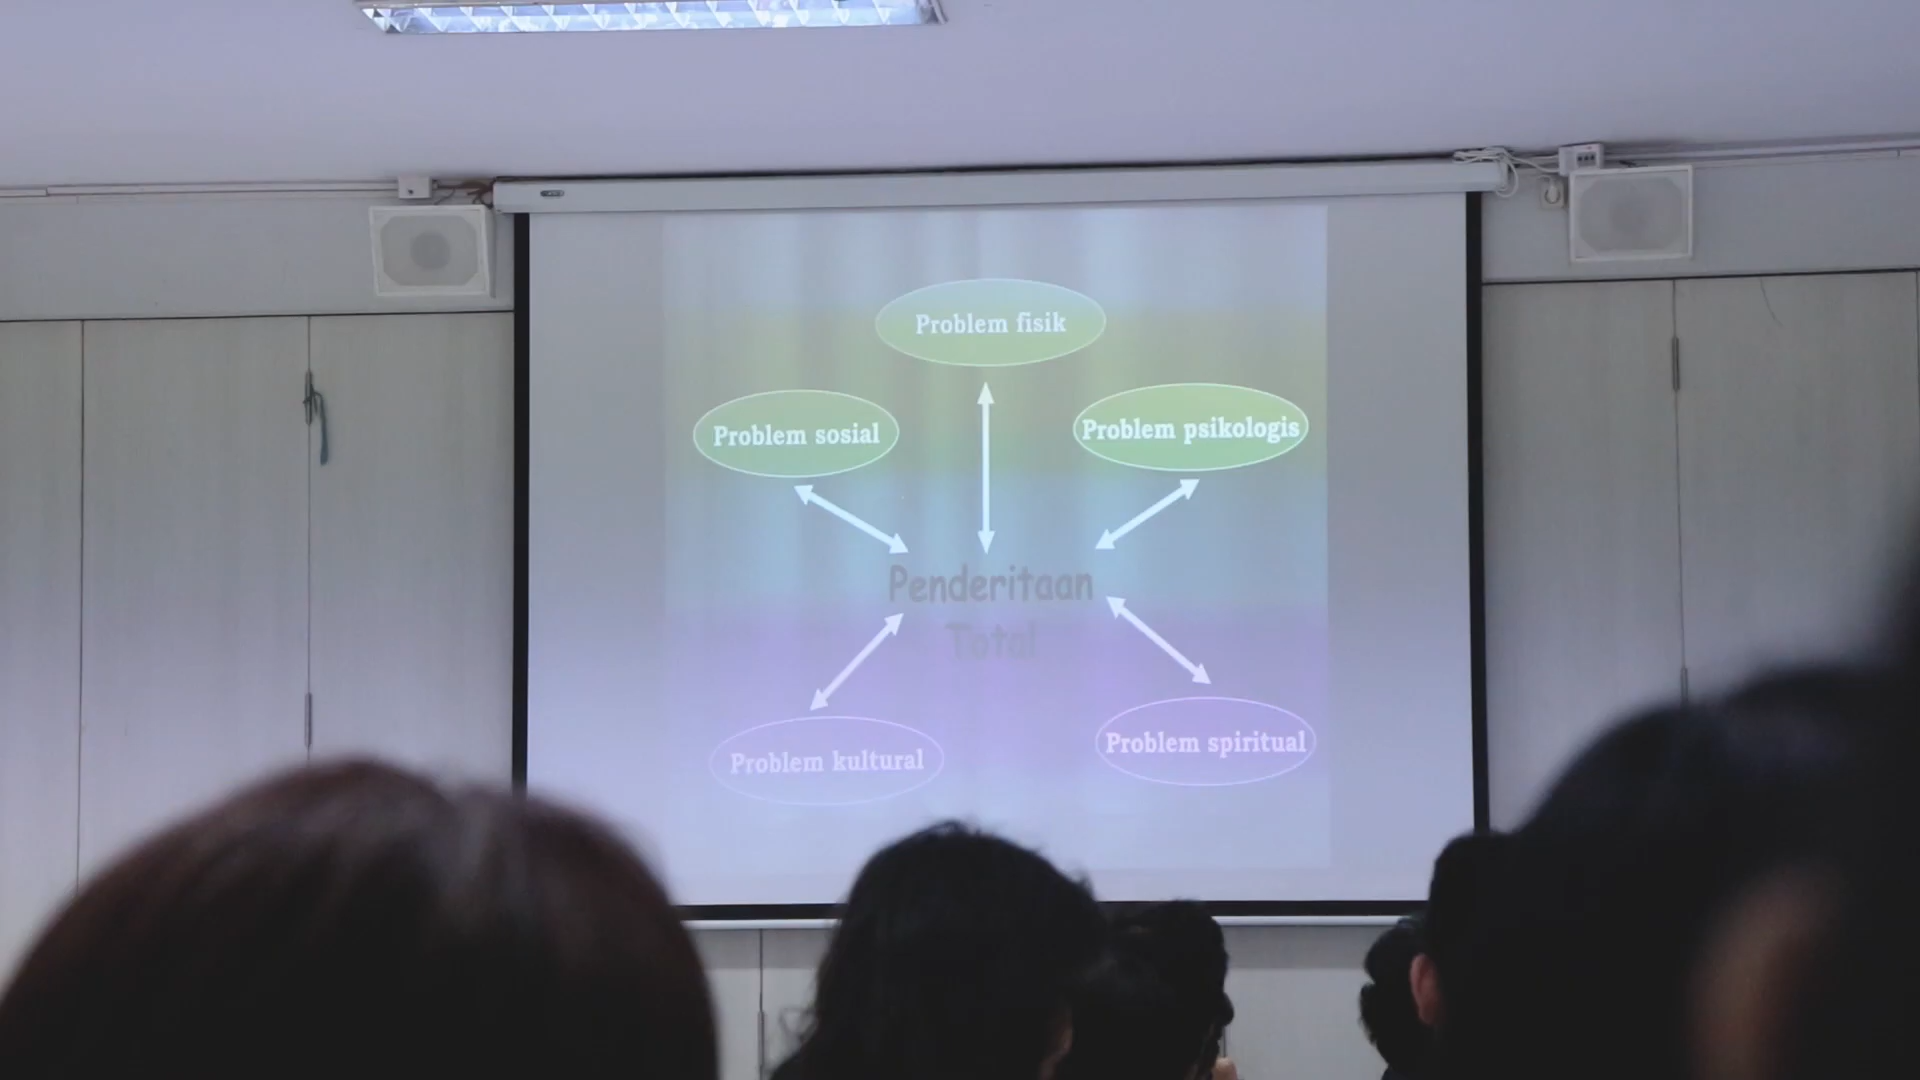 Problem fisik
Problem sosial
Problem psikologis
Penderitaan
Total
Problem kultural
Problem spiritual